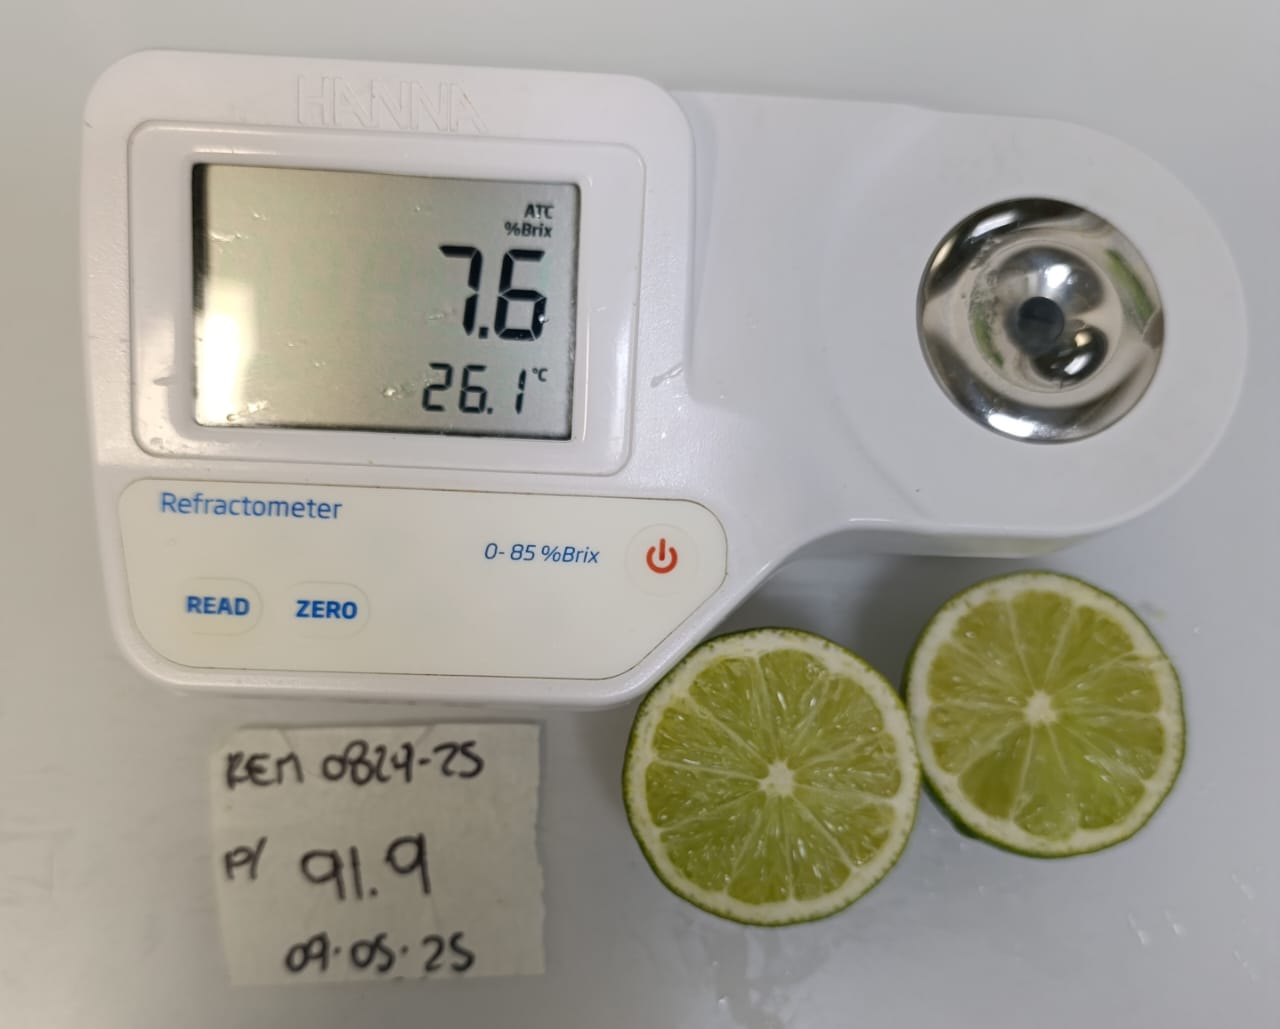 HANNA
ATC
%Brix
7.6
26.1 °C
Refractometer
0-85 %Brix
READ ZERO
REM 0824-25
P/ 91.9
09.05.25